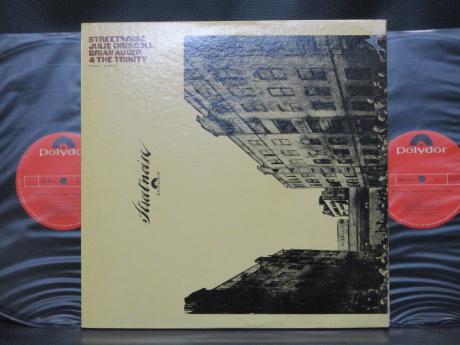 STREETNOISE
JULIE DRISCOLL
BRIAN AUGER
& THE TRINITY
Streetnoise
polydor
polydor